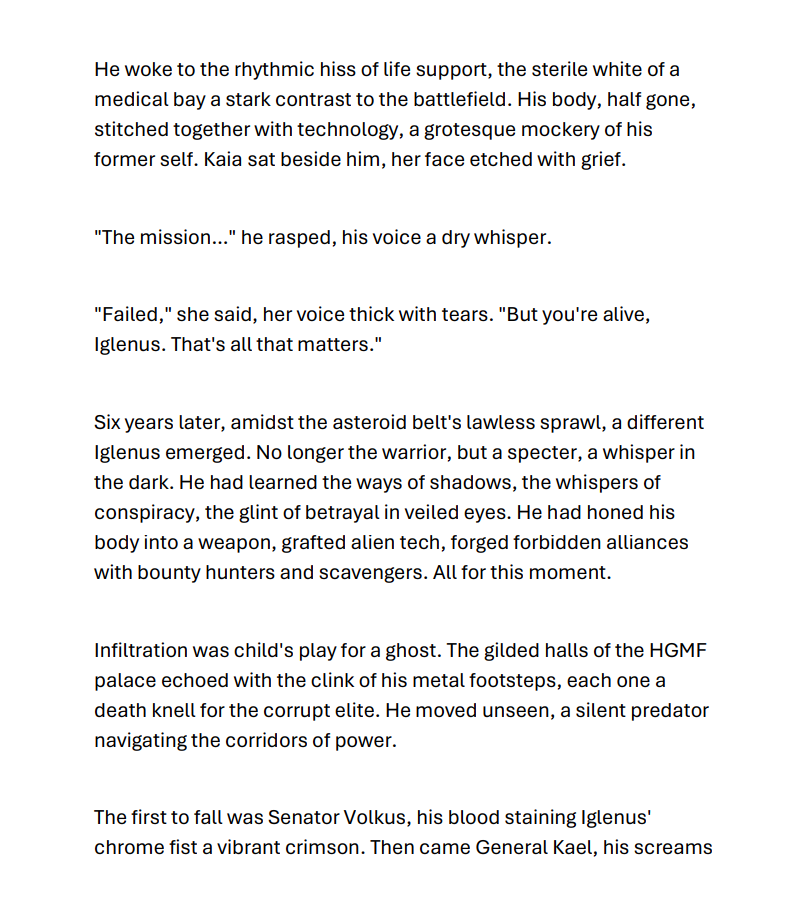 He woke to the rhythmic hiss of life support, the sterile white of a
medical bay a stark contrast to the battlefield. His body, half gone,
stitched together with technology, a grotesque mockery of his
former self. Kaia sat beside him, her face etched with grief.
"The mission..." he rasped, his voice a dry whisper.
"Failed," she said, her voice thick with tears. "But you're alive,
Iglenus. That's all that matters."
Six years later, amidst the asteroid belt's lawless sprawl, a different
Iglenus emerged. No longer the warrior, but a specter, a whisper in
the dark. He had learned the ways of shadows, the whispers of
conspiracy, the glint of betrayal in veiled eyes. He had honed his
body into a weapon, grafted alien tech, forged forbidden alliances
with bounty hunters and scavengers. All for this moment.
Infiltration was child's play for a ghost. The gilded halls of the HGMF
palace echoed with the clink of his metal footsteps, each one a
death knell for the corrupt elite. He moved unseen, a silent predator
navigating the corridors of power.
The first to fall was Senator Volkus, his blood staining Iglenus'
chrome fist a vibrant crimson. Then came General Kael, his screams